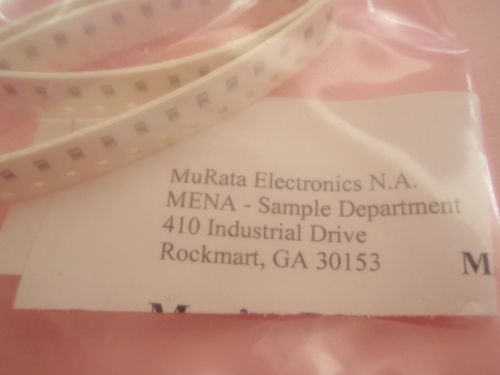 MuRata Electronics N.A.
MENA - Sample Department
410 Industrial Drive
Rockmart, GA 30153
M